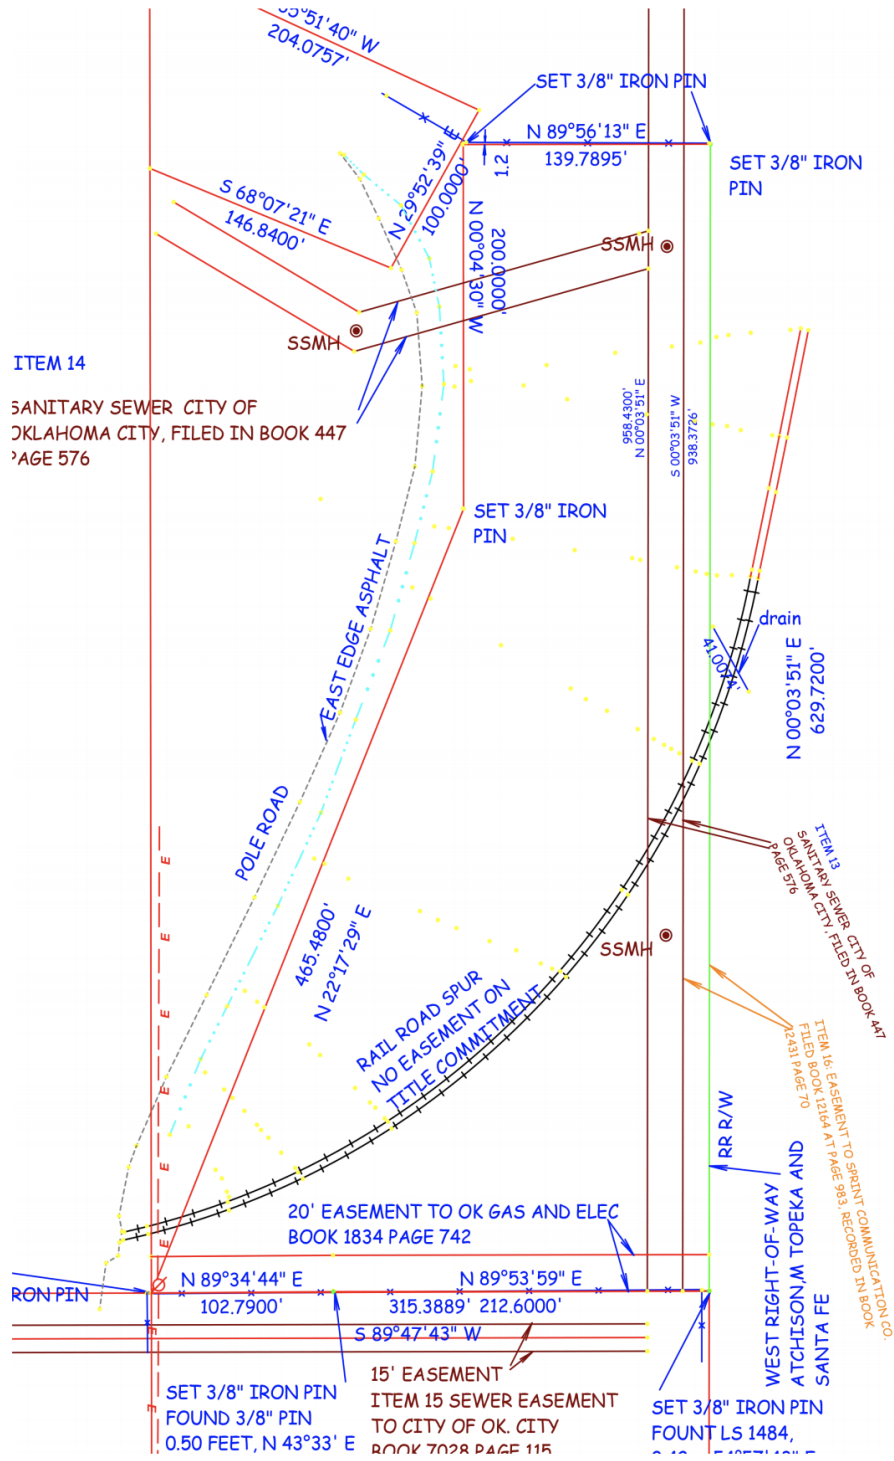 °51'40" W
204.0757'
SET 3/8" IRON PIN
N 89°56'13" E
139.7895'
1.2
SET 3/8" IRON
PIN
N 29°52'39" E
100.0000'
S 68°07'21" E
146.8400'
N 00°04'30" W
200.0000'
SSMH
SSMH
ITEM 14
SANITARY SEWER CITY OF
OKLAHOMA CITY, FILED IN BOOK 447
PAGE 576
958.4300'
N 00°03'51" E
S 00°03'51" W
938.3726'
SET 3/8" IRON
PIN
EAST EDGE ASPHALT
drain
N 00°03'51" E
629.7200'
POLE ROAD
E
E
E
E
E
E
E
E
ITEM 13
SANITARY SEWER CITY OF
OKLAHOMA CITY, FILED IN BOOK 447
PAGE 576
465.4800'
N 22°17'29" E
SSMH
RAIL ROAD SPUR
NO EASEMENT ON
TITLE COMMITMENT
ITEM 16: EASEMENT TO SPRINT COMMUNICATION CO.
FILED BOOK 12164 AT PAGE 983, RECORDED IN BOOK
12431 PAGE 70
RR R/W
WEST RIGHT-OF-WAY
ATCHISON,M TOPEKA AND
SANTA FE
20' EASEMENT TO OK GAS AND ELEC
BOOK 1834 PAGE 742
RON PIN
N 89°34'44" E
N 89°53'59" E
102.7900'
315.3889' 212.6000'
S 89°47'43" W
15' EASEMENT
ITEM 15 SEWER EASEMENT
TO CITY OF OK. CITY
BOOK 7028 PAGE 115
SET 3/8" IRON PIN
FOUND 3/8" PIN
0.50 FEET, N 43°33' E
SET 3/8" IRON PIN
FOUNT LS 1484,